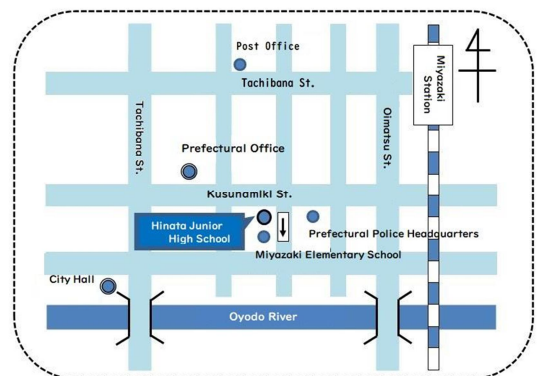 Post Office
Tachibana St.
Miyazaki
Station
Tachibana St.
Oimatsu St.
Prefectural Office
Kusunamiki St.
Hinata Junior
High School
Prefectural Police Headquarters
Miyazaki Elementary School
City Hall
Oyodo River